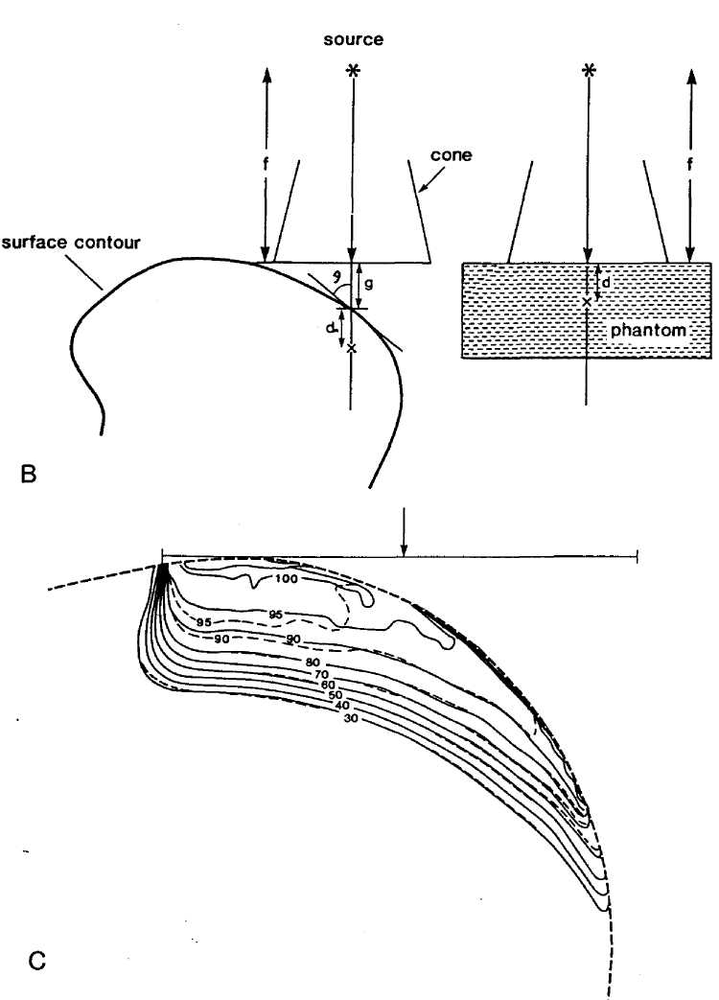 source
f
cone
f
surface contour
θ
g
d
d
phantom
B
100
95
95
90
90
80
70
60
50
40
30
C